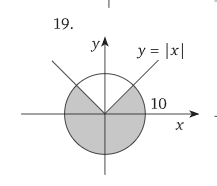 19.
y
y = |x|
10
x